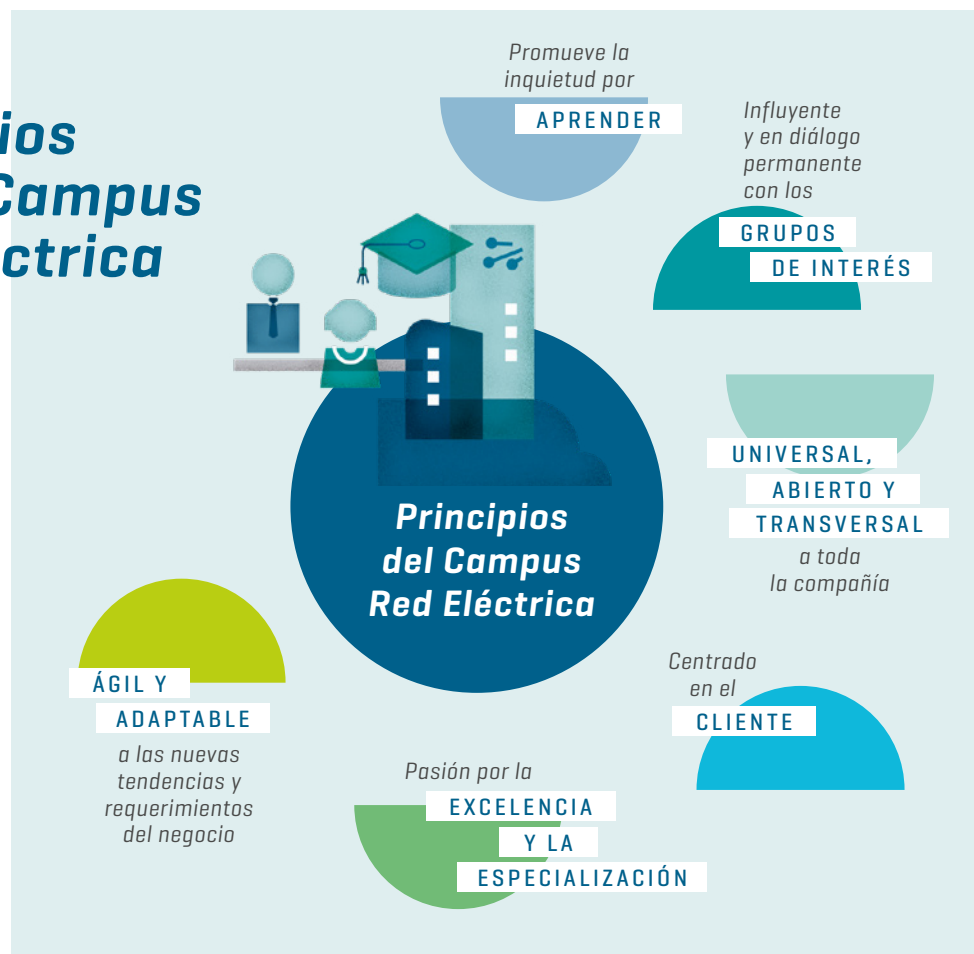 ios
Campus
ctrica
Promueve la
inquietud por
APRENDER
Influyente
y en diálogo
permanente
con los
GRUPOS
DE INTERÉS
UNIVERSAL,
ABIERTO Y
TRANSVERSAL
a toda
la compañía
Centrado
en el
CLIENTE
Pasión por la
EXCELENCIA
Y LA
ESPECIALIZACIÓN
ÁGIL Y
ADAPTABLE
a las nuevas
tendencias y
requerimientos
del negocio
Principios
del Campus
Red Eléctrica